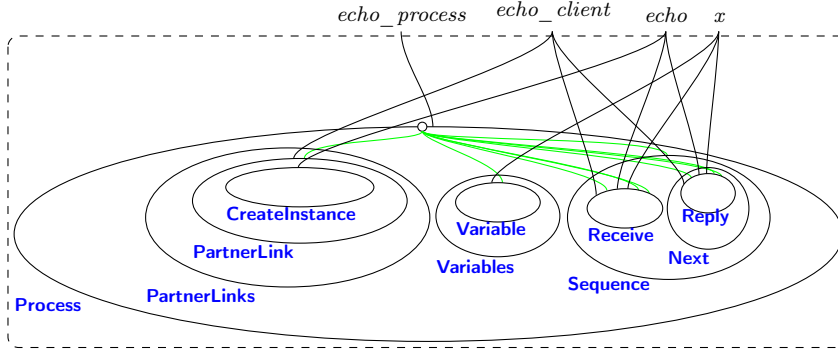 echo_process echo_client echo x
CreateInstance
PartnerLink
PartnerLinks
Process
Variable
Variables
Receive
Reply
Next
Sequence